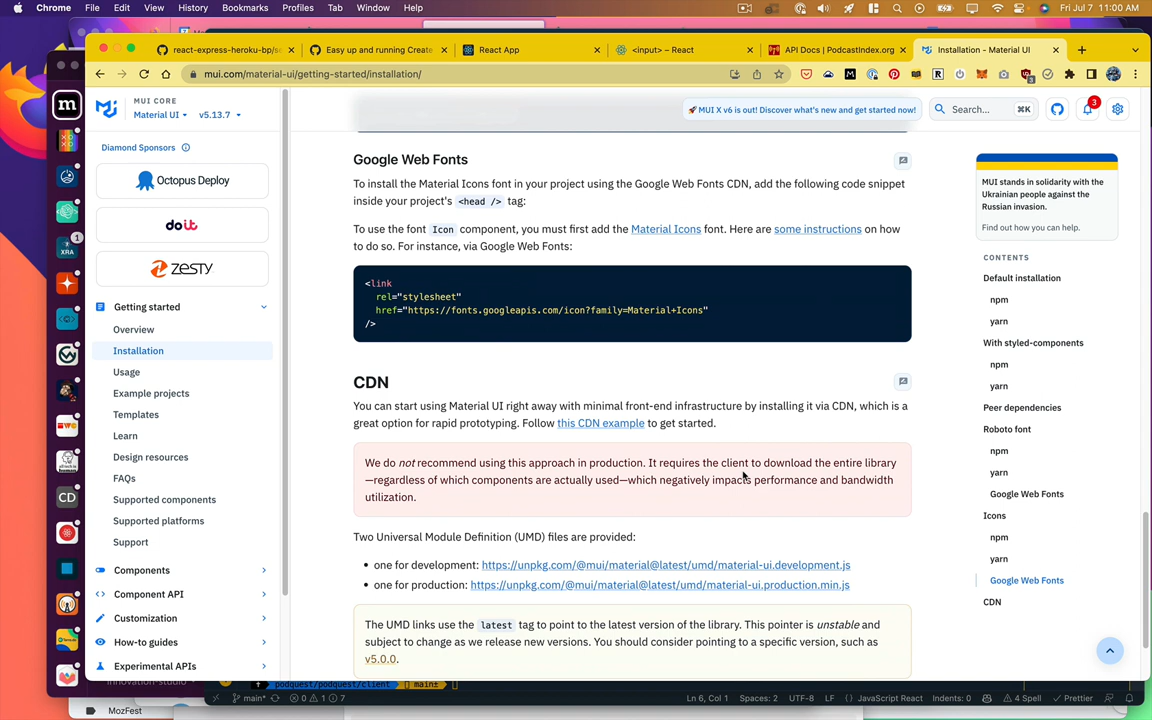 Chrome File Edit View History Bookmarks Profiles Tab Window Help Fri Jul 7 11:00 AM
react-express-heroku-bp/se Easy up and running Create React App <input> – React API Docs | PodcastIndex.org Installation - Material UI
mui.com/material-ui/getting-started/installation/
MUI CORE
Material UI v5.13.7
🚀 MUI X v6 is out! Discover what's new and get started now!
Search... ⌘K
3
Diamond Sponsors
Octopus Deploy
doit
ZESTY
Getting started
Overview
Installation
Usage
Example projects
Templates
Learn
Design resources
FAQs
Supported components
Supported platforms
Support
Components
Component API
Customization
How-to guides
Experimental APIs
Google Web Fonts
To install the Material Icons font in your project using the Google Web Fonts CDN, add the following code snippet
inside your project's <head /> tag:
To use the font Icon component, you must first add the Material Icons font. Here are some instructions on how
to do so. For instance, via Google Web Fonts:
<link
rel="stylesheet"
href="https://fonts.googleapis.com/icon?family=Material+Icons"
/>
CDN
You can start using Material UI right away with minimal front-end infrastructure by installing it via CDN, which is a
great option for rapid prototyping. Follow this CDN example to get started.
We do not recommend using this approach in production. It requires the client to download the entire library
—regardless of which components are actually used—which negatively impacts performance and bandwidth
utilization.
Two Universal Module Definition (UMD) files are provided:
• one for development: https://unpkg.com/@mui/material@latest/umd/material-ui.development.js
• one for production: https://unpkg.com/@mui/material@latest/umd/material-ui.production.min.js
The UMD links use the latest tag to point to the latest version of the library. This pointer is unstable and
subject to change as we release new versions. You should consider pointing to a specific version, such as
v5.0.0.
MUI stands in solidarity with the
Ukrainian people against the
Russian invasion.
Find out how you can help.
CONTENTS
Default installation
npm
yarn
With styled-components
npm
yarn
Peer dependencies
Roboto font
npm
yarn
Google Web Fonts
Icons
npm
yarn
Google Web Fonts
CDN
m
1
XRA
CD
podquest/podquest/client main±
main* 0 1 7 Ln 6, Col 1 Spaces: 2 UTF-8 LF JavaScript React Indents: 0 4 Spell Prettier
MozFest